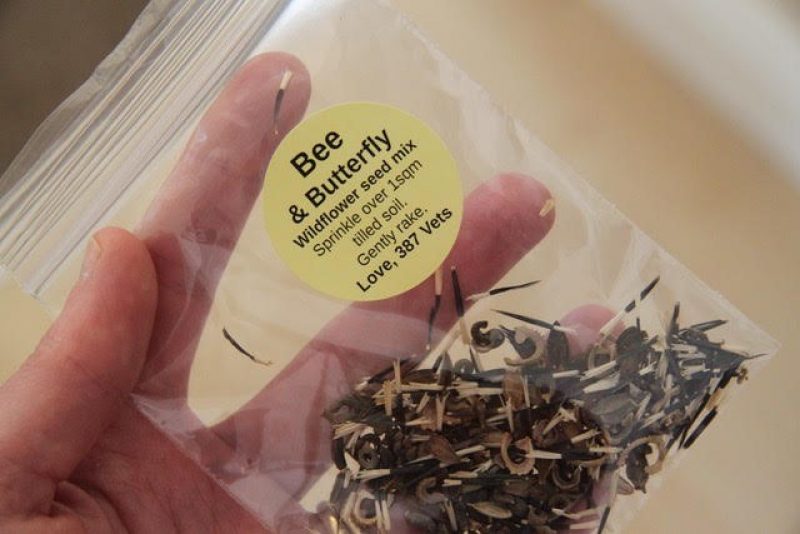 Bee
& Butterfly
Wildflower seed mix
Sprinkle over 1sqm
tilled soil.
Gently rake.
Love, 387 Vets